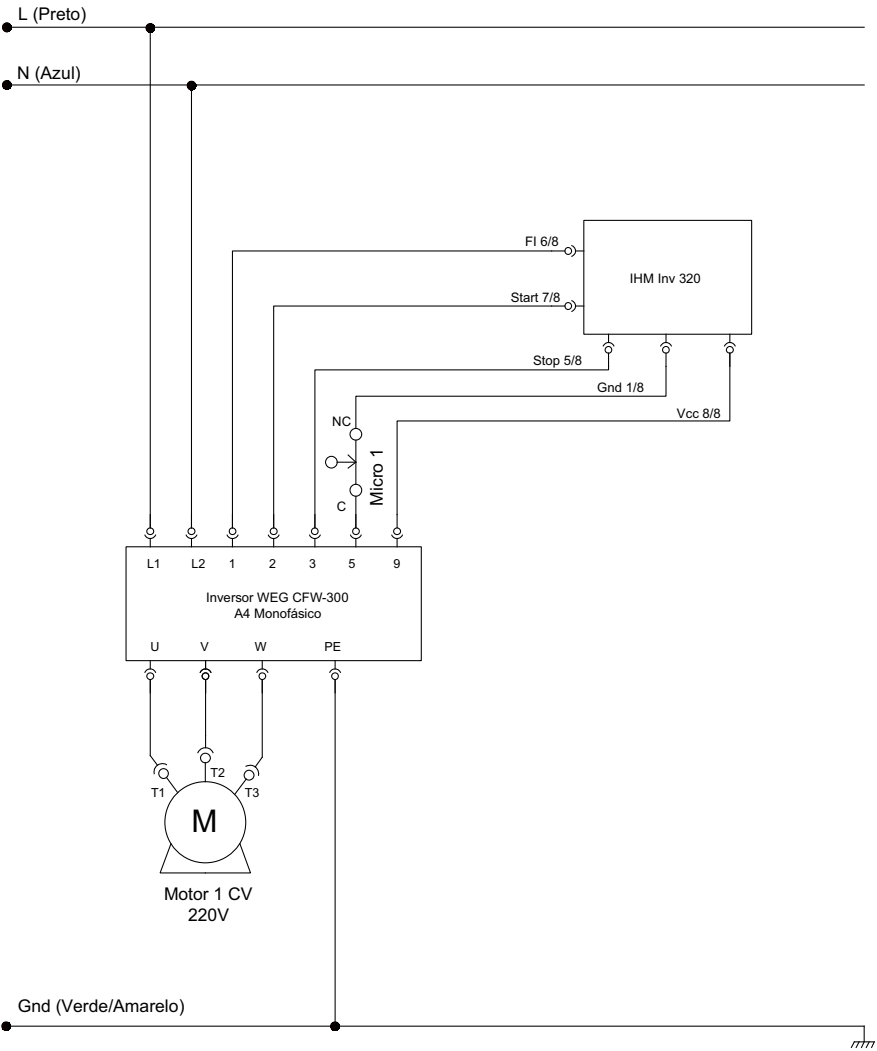 L (Preto)
N (Azul)
FI 6/8
IHM Inv 320
Start 7/8
Stop 5/8
Gnd 1/8
Vcc 8/8
NC
Micro 1
C
L1 L2 1 2 3 5 9
Inversor WEG CFW-300
A4 Monofásico
U V W PE
T2
T1 T3
M
Motor 1 CV
220V
Gnd (Verde/Amarelo)